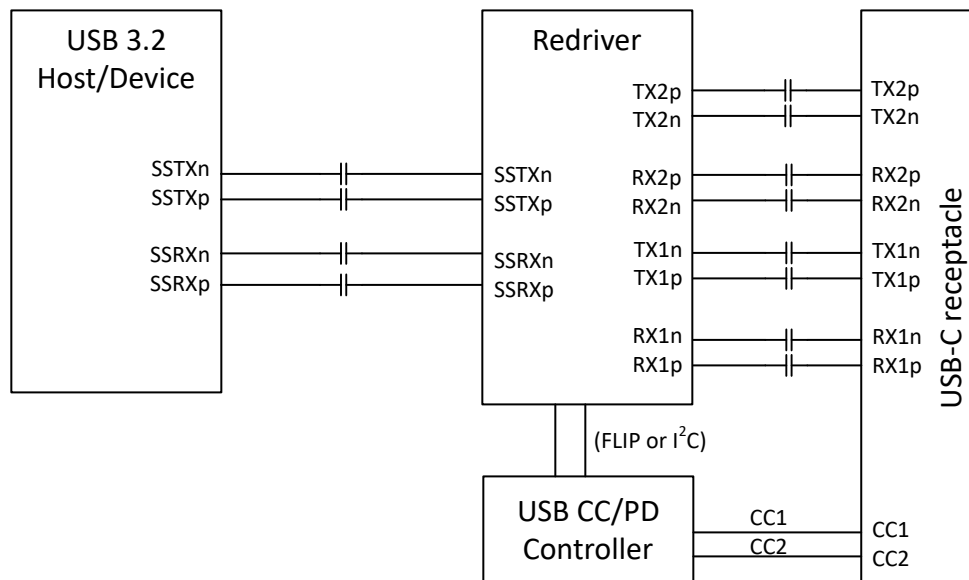 USB 3.2
Host/Device
SSTXn
SSTXp
SSRXn
SSRXp
Redriver
SSTXn
SSTXp
SSRXn
SSRXp
TX2p
TX2n
RX2p
RX2n
TX1n
TX1p
RX1n
RX1p
TX2p
TX2n
RX2p
RX2n
TX1n
TX1p
RX1n
RX1p
USB-C receptacle
(FLIP or I²C)
USB CC/PD
Controller
CC1
CC2
CC1
CC2